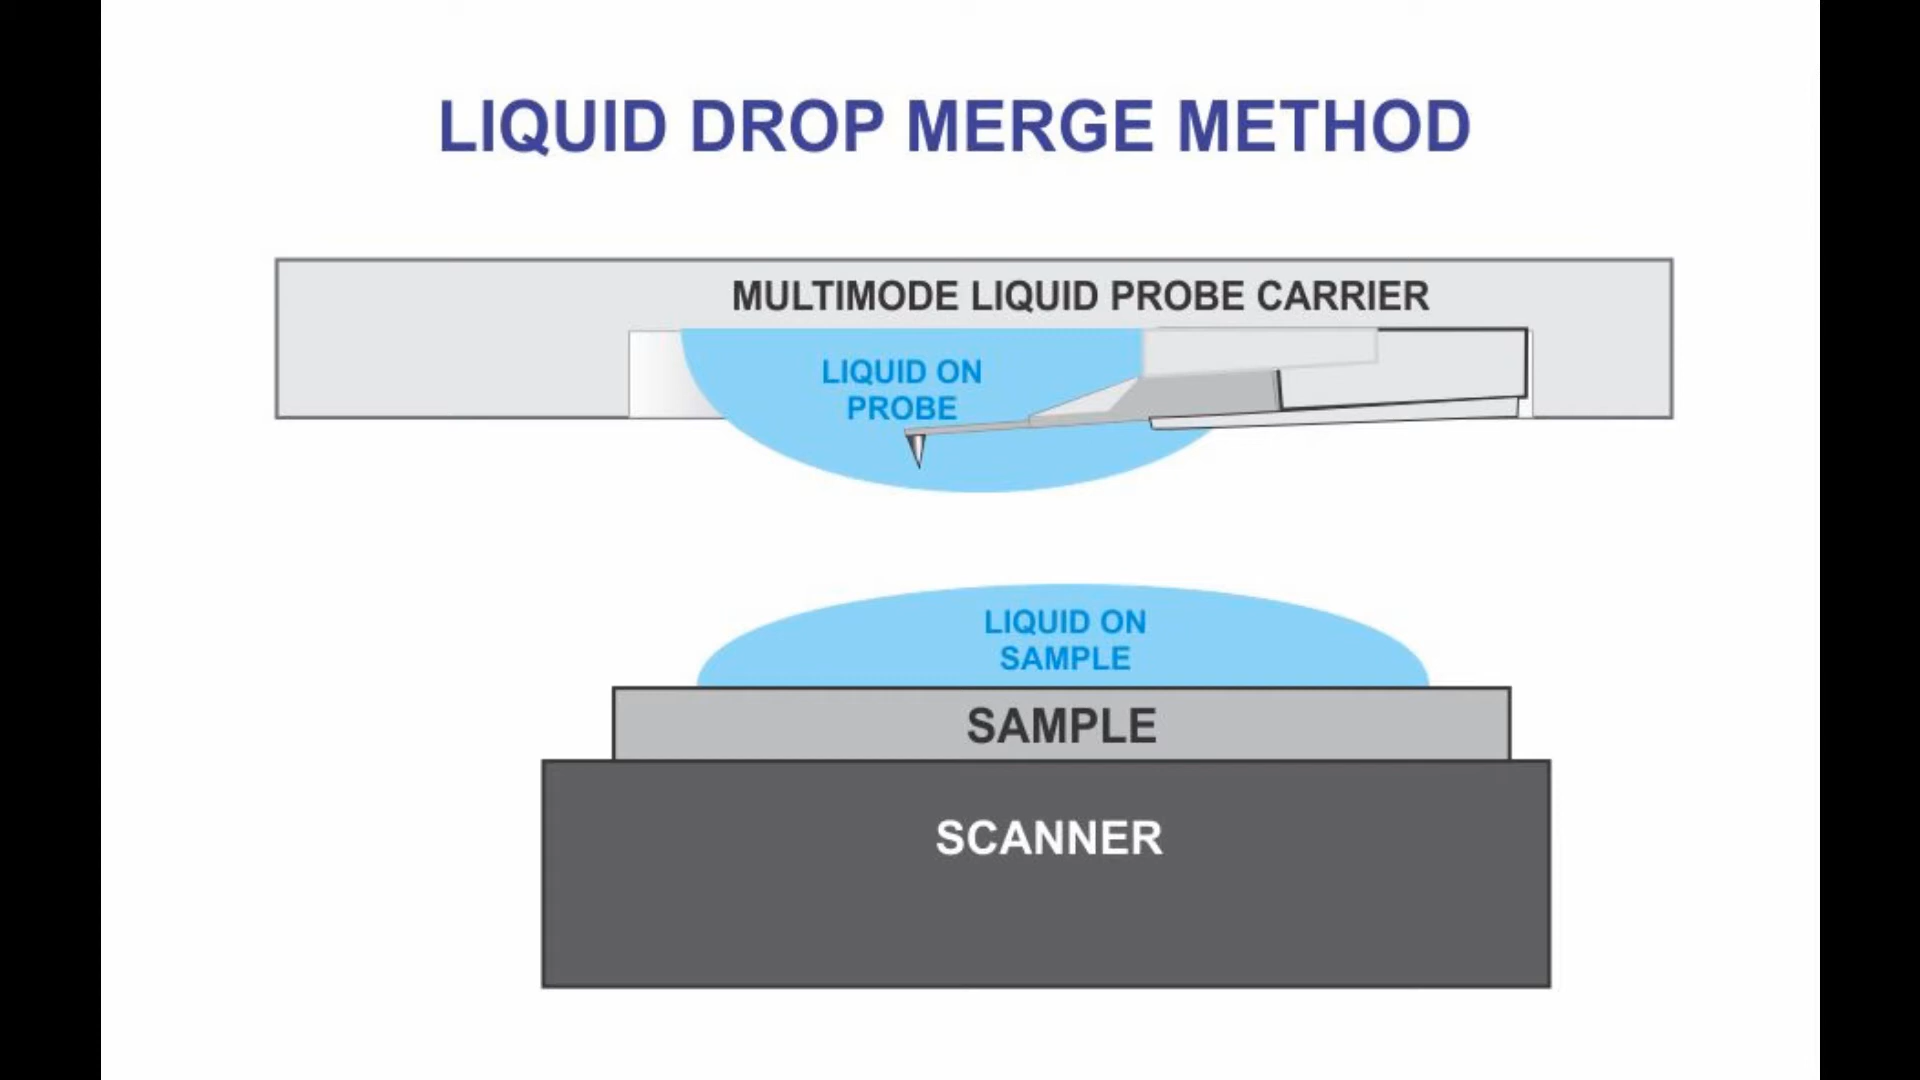 LIQUID DROP MERGE METHOD
MULTIMODE LIQUID PROBE CARRIER
LIQUID ON
PROBE
LIQUID ON
SAMPLE
SAMPLE
SCANNER